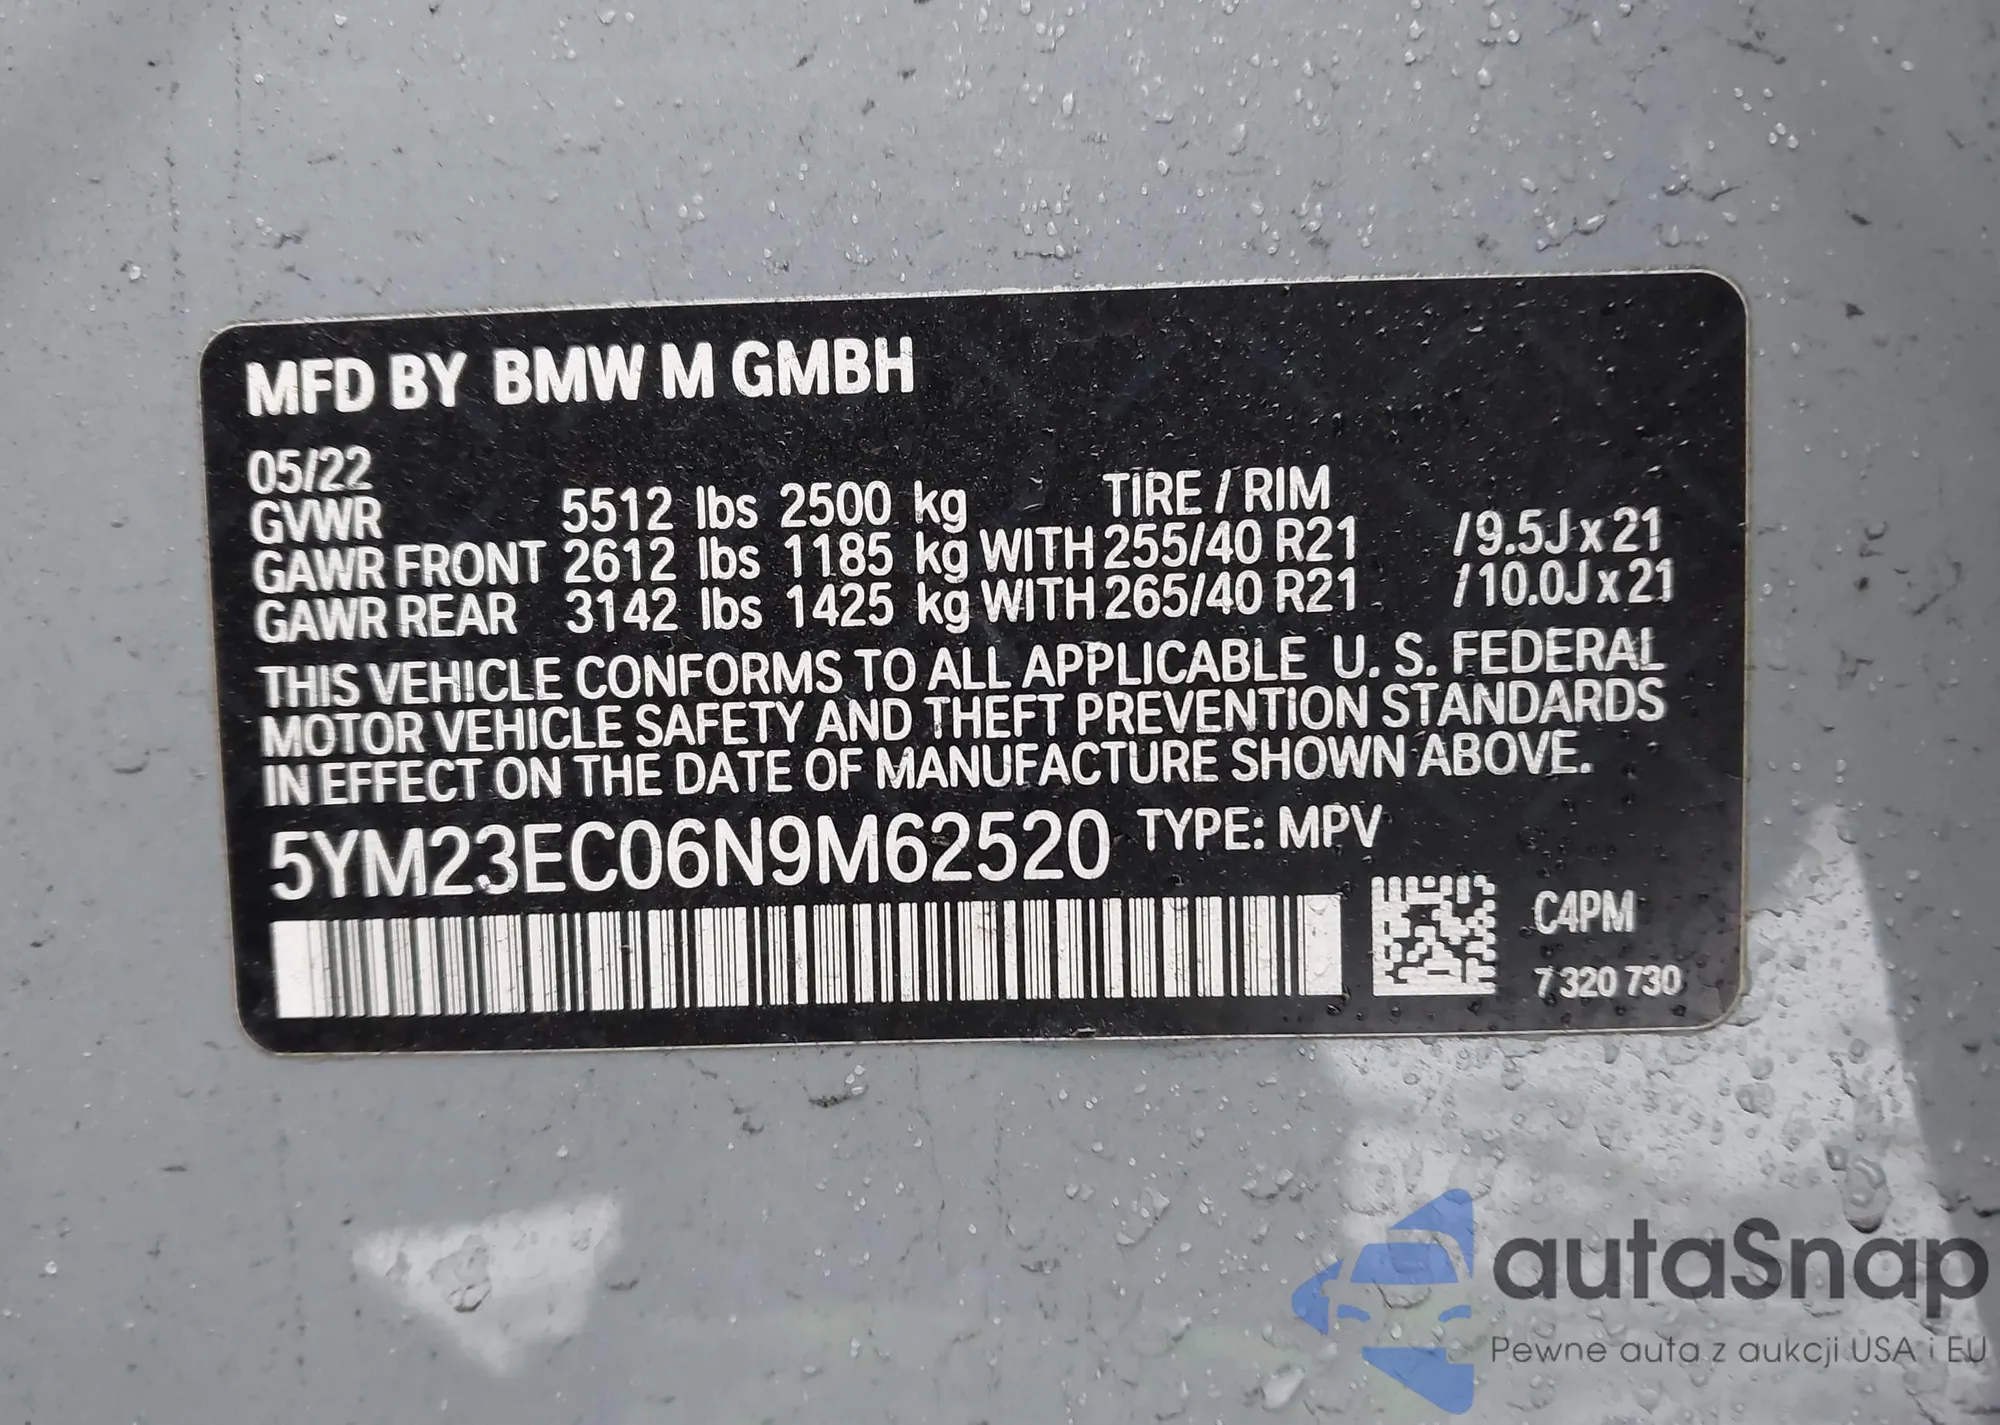 MFD BY BMW M GMBH
05/22
GVWR 5512 lbs 2500 kg TIRE / RIM
GAWR FRONT 2612 lbs 1185 kg WITH 255/40 R21 /9.5J x 21
GAWR REAR 3142 lbs 1425 kg WITH 265/40 R21 /10.0J x 21
THIS VEHICLE CONFORMS TO ALL APPLICABLE U. S. FEDERAL
MOTOR VEHICLE SAFETY AND THEFT PREVENTION STANDARDS
IN EFFECT ON THE DATE OF MANUFACTURE SHOWN ABOVE.
5YM23EC06N9M62520 TYPE: MPV
C4PM
7 320 730
autaSnap
Pewne auta z aukcji USA i EU